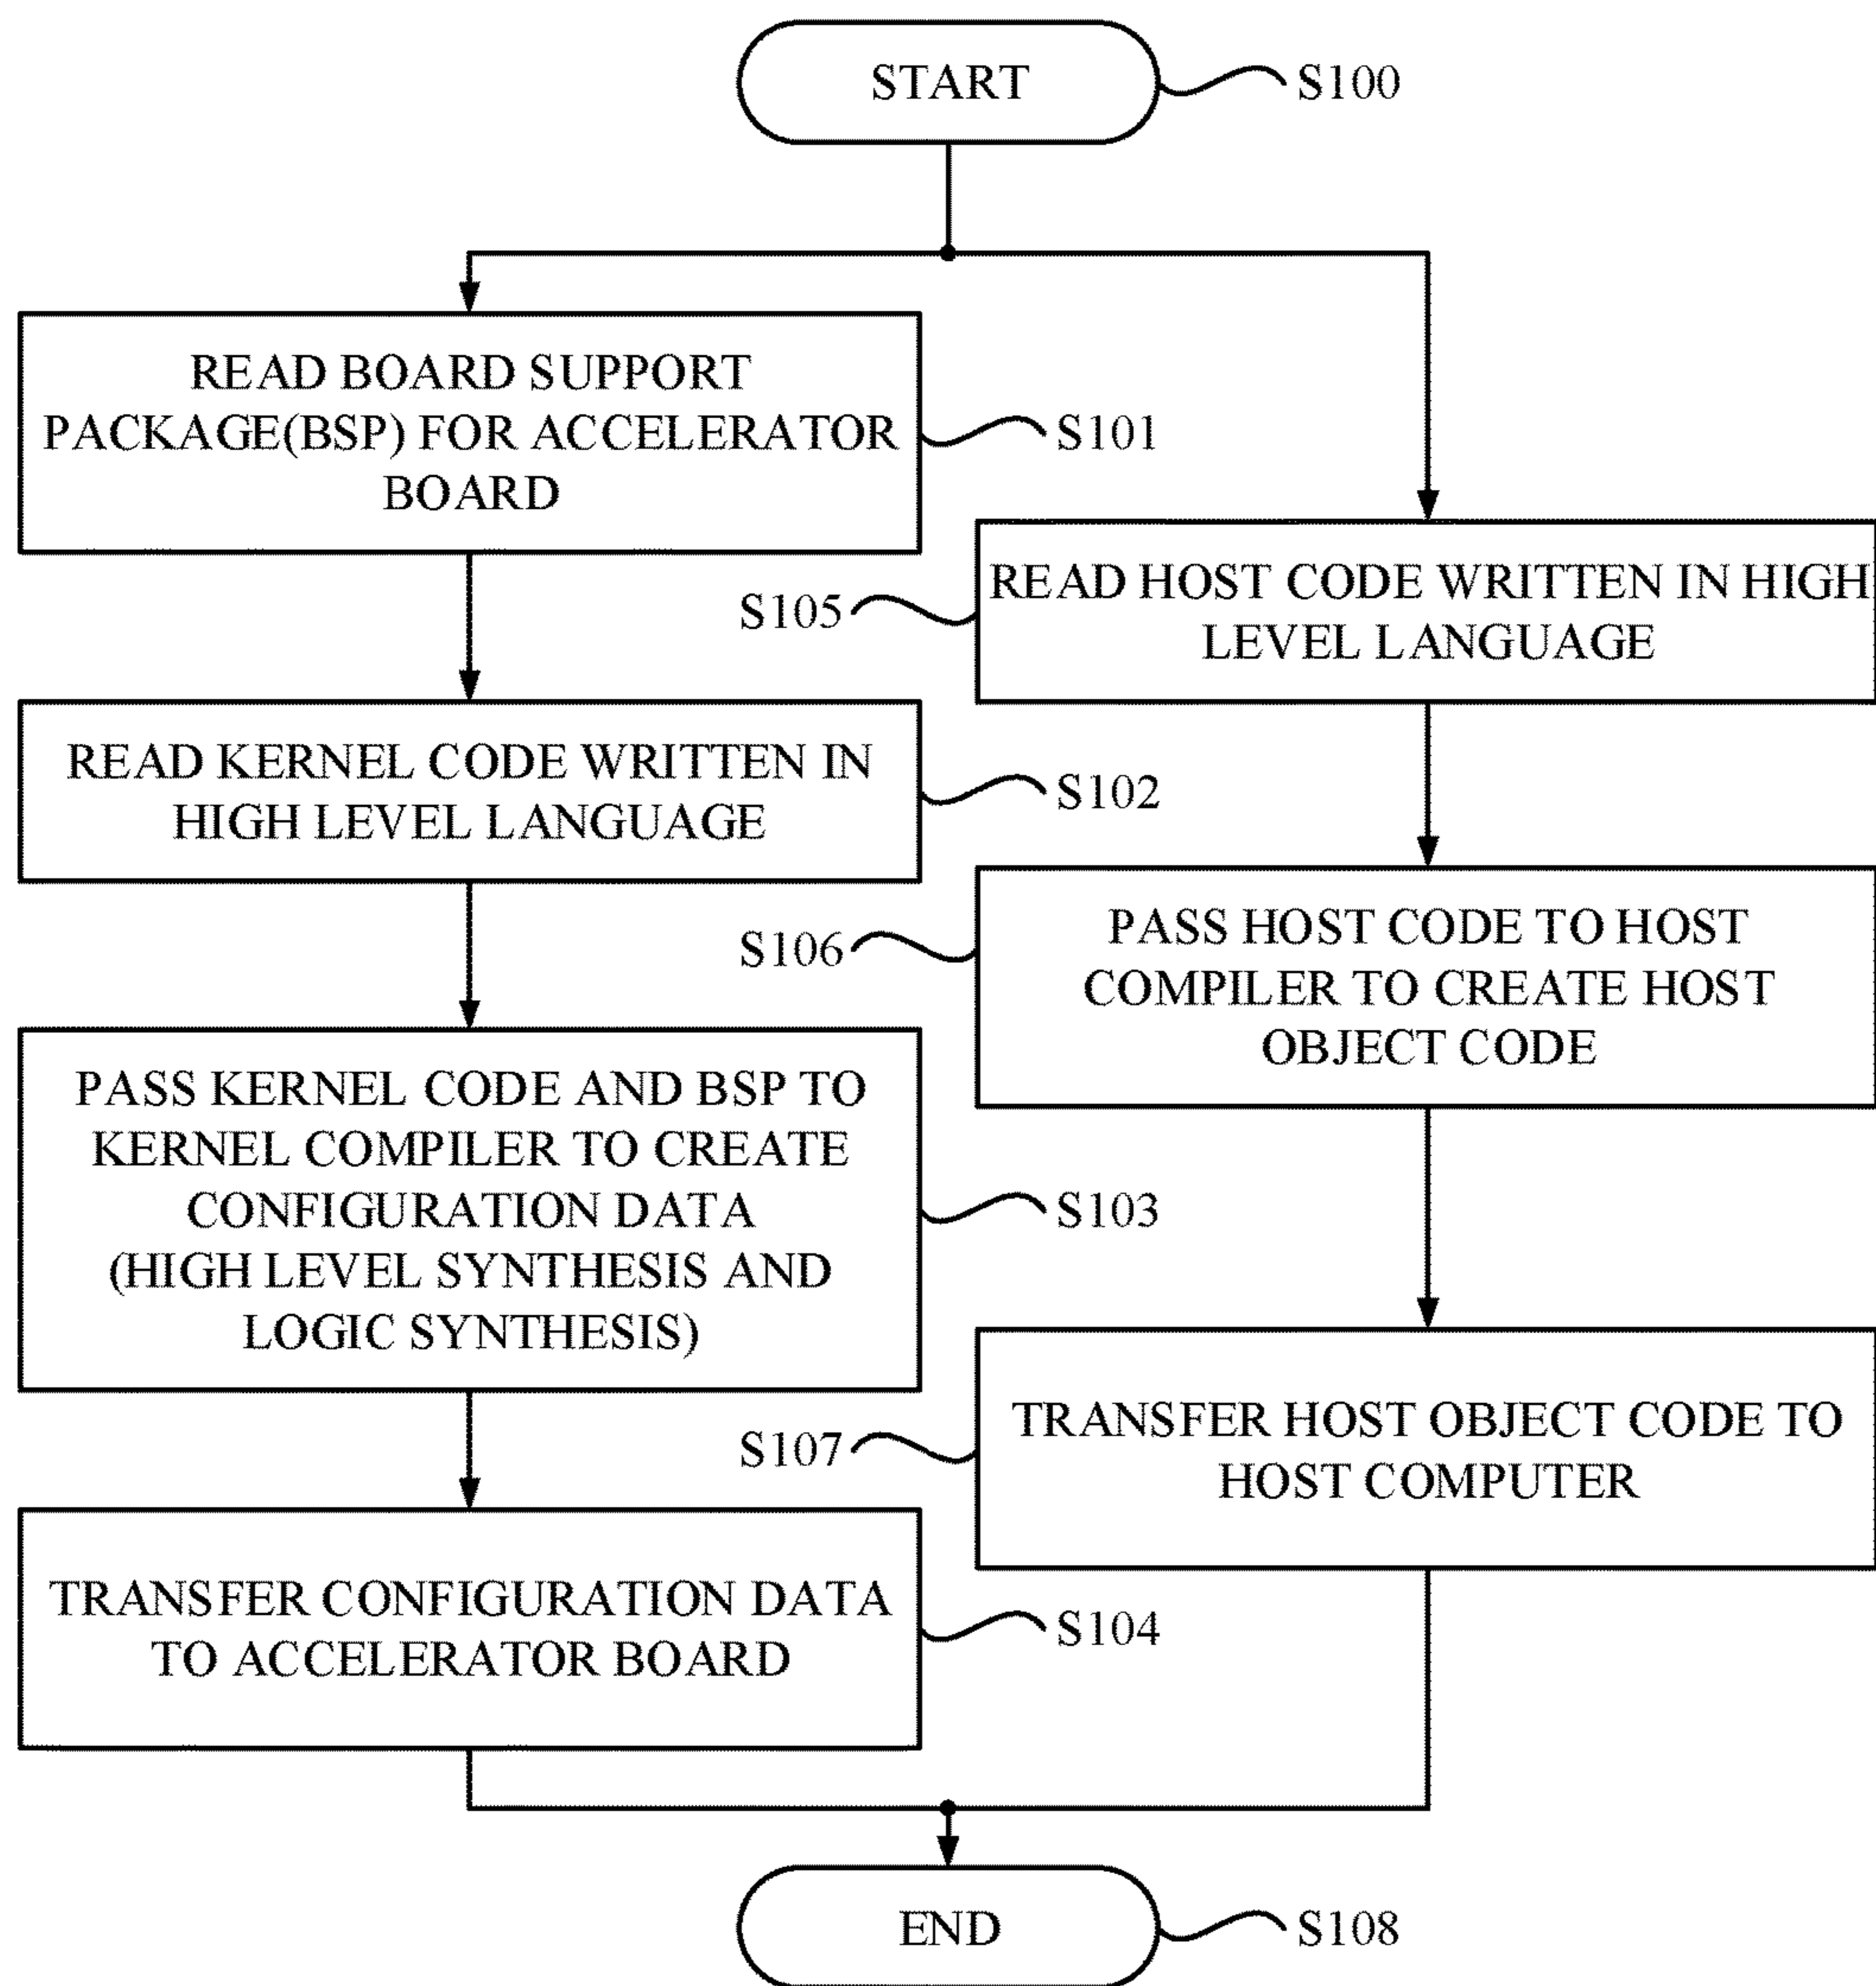 START
S100
READ BOARD SUPPORT
PACKAGE(BSP) FOR ACCELERATOR
BOARD
S101
READ KERNEL CODE WRITTEN IN
HIGH LEVEL LANGUAGE
S102
PASS KERNEL CODE AND BSP TO
KERNEL COMPILER TO CREATE
CONFIGURATION DATA
(HIGH LEVEL SYNTHESIS AND
LOGIC SYNTHESIS)
S103
TRANSFER CONFIGURATION DATA
TO ACCELERATOR BOARD
S104
S105
READ HOST CODE WRITTEN IN HIGH
LEVEL LANGUAGE
S106
PASS HOST CODE TO HOST
COMPILER TO CREATE HOST
OBJECT CODE
S107
TRANSFER HOST OBJECT CODE TO
HOST COMPUTER
END
S108